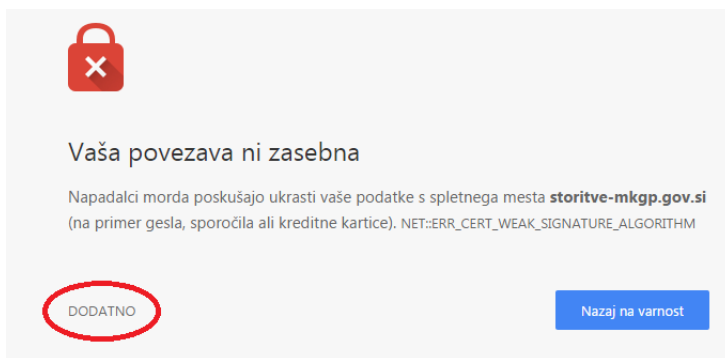 Vaša povezava ni zasebna
Napadalci morda poskušajo ukrasti vaše podatke s spletnega mesta storitve-mkgp.gov.si
(na primer gesla, sporočila ali kreditne kartice). NET::ERR_CERT_WEAK_SIGNATURE_ALGORITHM
DODATNO
Nazaj na varnost